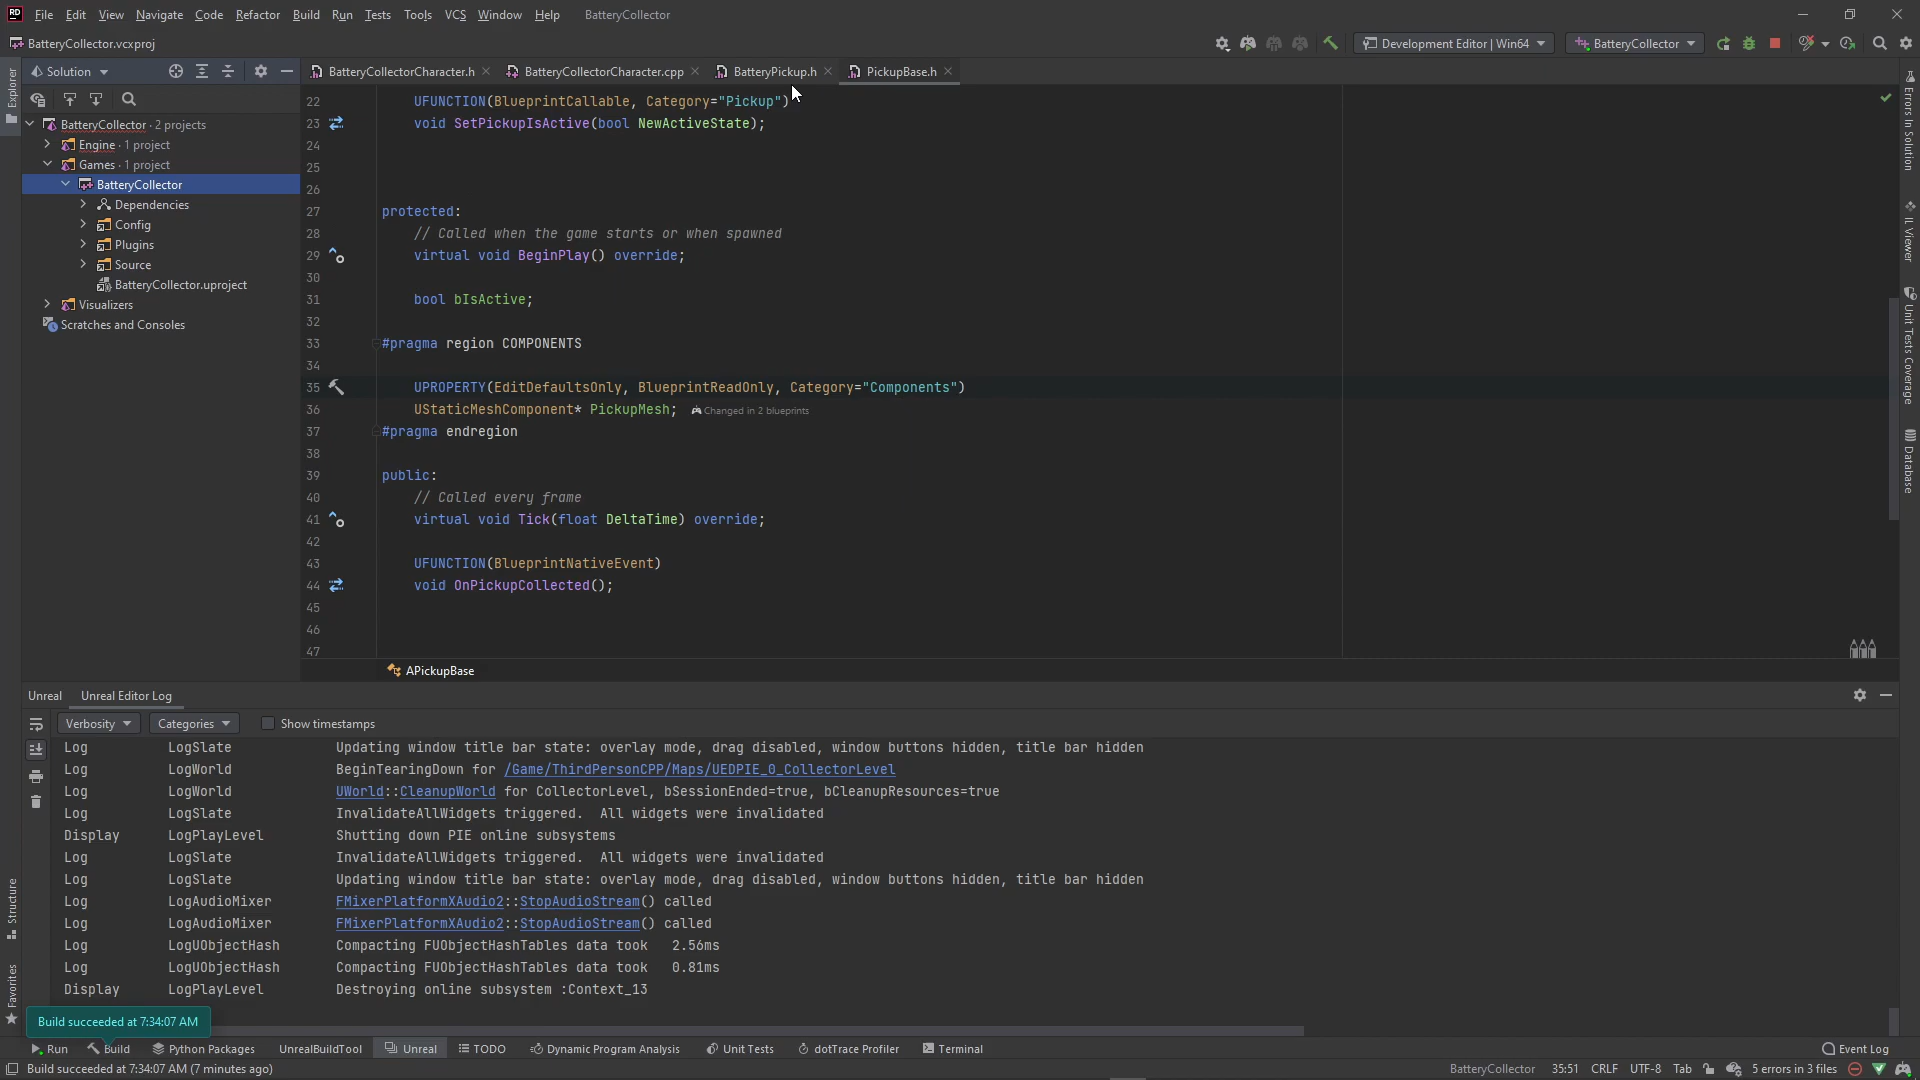 File Edit View Navigate Code Refactor Build Run Tests Tools VCS Window Help BatteryCollector
BatteryCollector.vcxproj
Development Editor | Win64
BatteryCollector
Solution
BatteryCollectorCharacter.h
BatteryCollectorCharacter.cpp
BatteryPickup.h
PickupBase.h
Explorer
BatteryCollector · 2 projects
Engine · 1 project
Games · 1 project
BatteryCollector
Dependencies
Config
Plugins
Source
BatteryCollector.uproject
Visualizers
Scratches and Consoles
22 UFUNCTION(BlueprintCallable, Category="Pickup")
23 void SetPickupIsActive(bool NewActiveState);
24
25
26
27 protected:
28 // Called when the game starts or when spawned
29 virtual void BeginPlay() override;
30
31 bool bIsActive;
32
33 #pragma region COMPONENTS
34
35 UPROPERTY(EditDefaultsOnly, BlueprintReadOnly, Category="Components")
36 UStaticMeshComponent* PickupMesh; Changed in 2 blueprints
37 #pragma endregion
38
39 public:
40 // Called every frame
41 virtual void Tick(float DeltaTime) override;
42
43 UFUNCTION(BlueprintNativeEvent)
44 void OnPickupCollected();
45
46
47
APickupBase
Errors In Solution
IL Viewer
Unit Tests Coverage
Database
Unreal Unreal Editor Log
Verbosity Categories Show timestamps
Log LogSlate Updating window title bar state: overlay mode, drag disabled, window buttons hidden, title bar hidden
Log LogWorld BeginTearingDown for /Game/ThirdPersonCPP/Maps/UEDPIE_0_CollectorLevel
Log LogWorld UWorld::CleanupWorld for CollectorLevel, bSessionEnded=true, bCleanupResources=true
Log LogSlate InvalidateAllWidgets triggered. All widgets were invalidated
Display LogPlayLevel Shutting down PIE online subsystems
Log LogSlate InvalidateAllWidgets triggered. All widgets were invalidated
Log LogSlate Updating window title bar state: overlay mode, drag disabled, window buttons hidden, title bar hidden
Log LogAudioMixer FMixerPlatformXAudio2::StopAudioStream() called
Log LogAudioMixer FMixerPlatformXAudio2::StopAudioStream() called
Log LogUObjectHash Compacting FUObjectHashTables data took 2.56ms
Log LogUObjectHash Compacting FUObjectHashTables data took 0.81ms
Display LogPlayLevel Destroying online subsystem :Context_13
Structure
Favorites
Build succeeded at 7:34:07 AM
Run Build Python Packages UnrealBuildTool Unreal TODO Dynamic Program Analysis Unit Tests dotTrace Profiler Terminal Event Log
Build succeeded at 7:34:07 AM (7 minutes ago) BatteryCollector 35:51 CRLF UTF-8 Tab 5 errors in 3 files